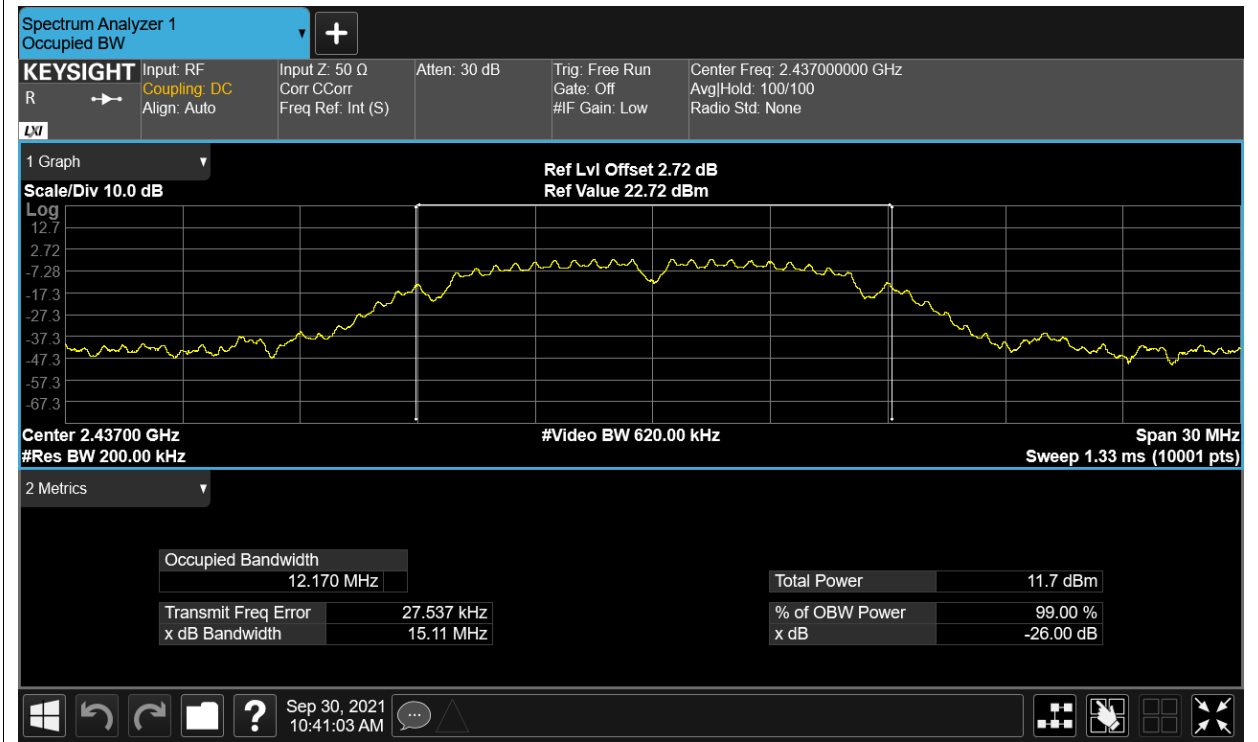 Spectrum Analyzer 1
Occupied BW
KEYSIGHT
R
LXI
Input: RF
Coupling: DC
Align: Auto
Input Z: 50 Ω
Corr CCorr
Freq Ref: Int (S)
Atten: 30 dB
Trig: Free Run
Gate: Off
#IF Gain: Low
Center Freq: 2.437000000 GHz
Avg|Hold: 100/100
Radio Std: None
1 Graph
Scale/Div 10.0 dB
Ref Lvl Offset 2.72 dB
Ref Value 22.72 dBm
Log
12.7
2.72
-7.28
-17.3
-27.3
-37.3
-47.3
-57.3
-67.3
Center 2.43700 GHz
#Video BW 620.00 kHz
Span 30 MHz
#Res BW 200.00 kHz
Sweep 1.33 ms (10001 pts)
2 Metrics
Occupied Bandwidth
12.170 MHz
Transmit Freq Error 27.537 kHz
x dB Bandwidth 15.11 MHz
Total Power 11.7 dBm
% of OBW Power 99.00 %
x dB -26.00 dB
?
Sep 30, 2021
10:41:03 AM